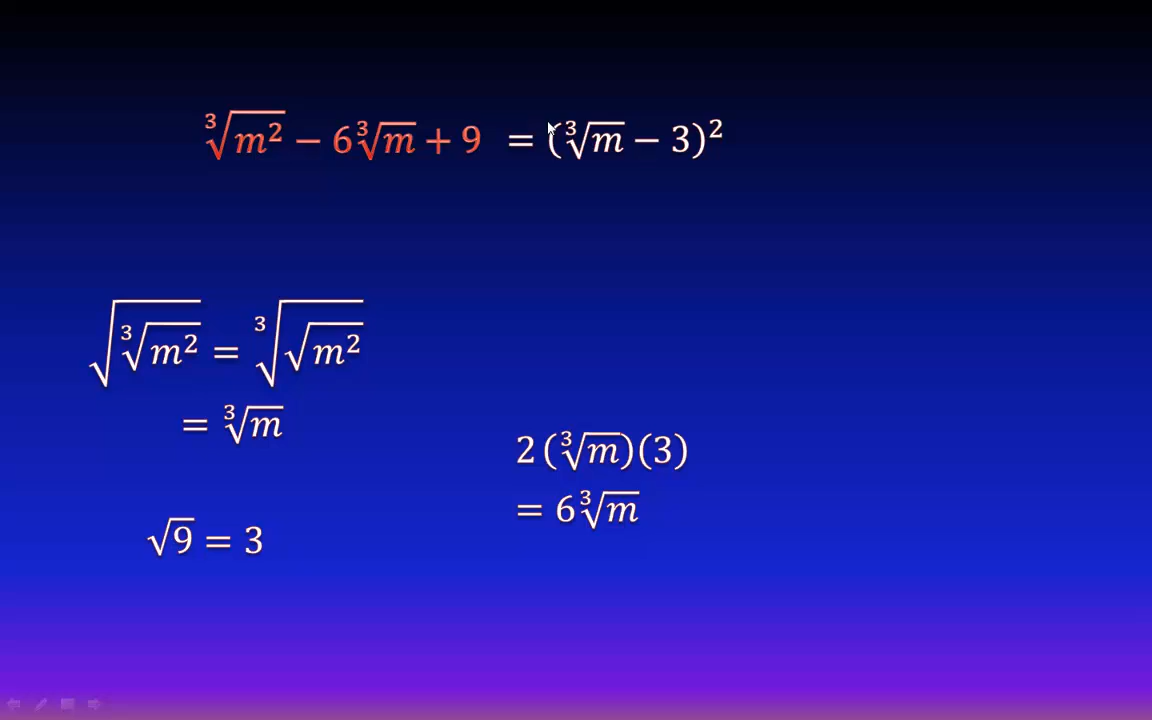 ∛m² − 6∛m + 9 = (∛m − 3)²
√(∛m²) = ∛(√m²)
= ∛m
2(∛m)(3)
= 6∛m
√9 = 3